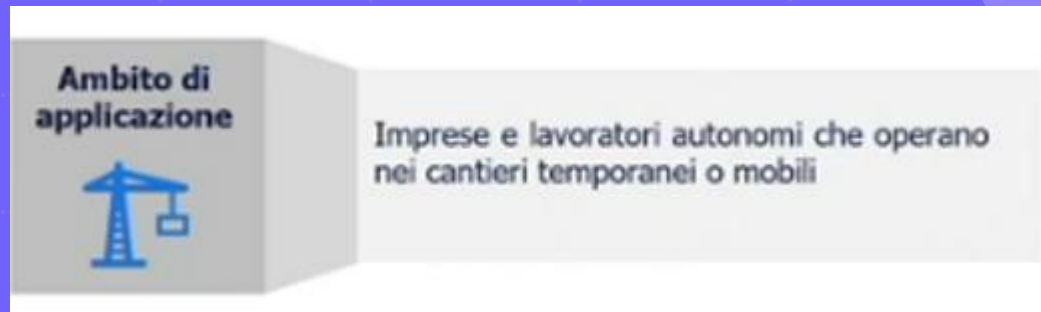 Ambito di
applicazione
Imprese e lavoratori autonomi che operano
nei cantieri temporanei o mobili